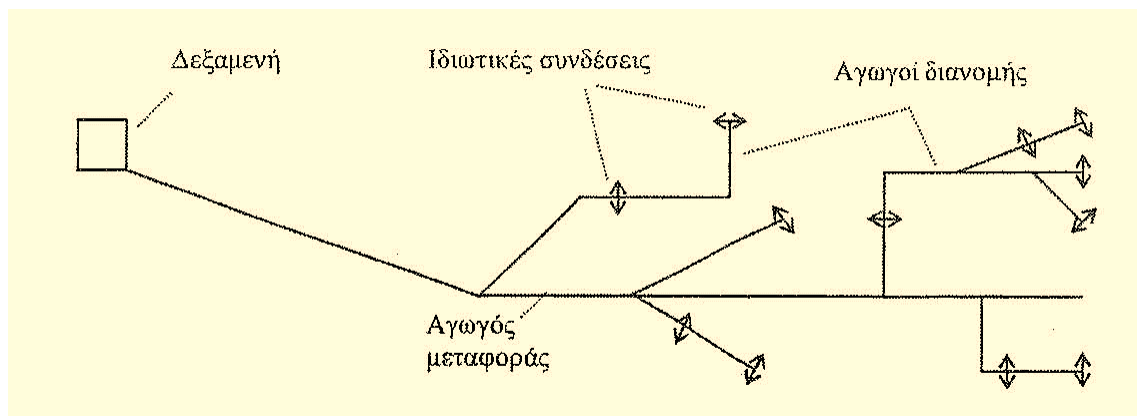 Δεξαμενή
Ιδιωτικές συνδέσεις
Αγωγοί διανομής
Αγωγός
μεταφοράς